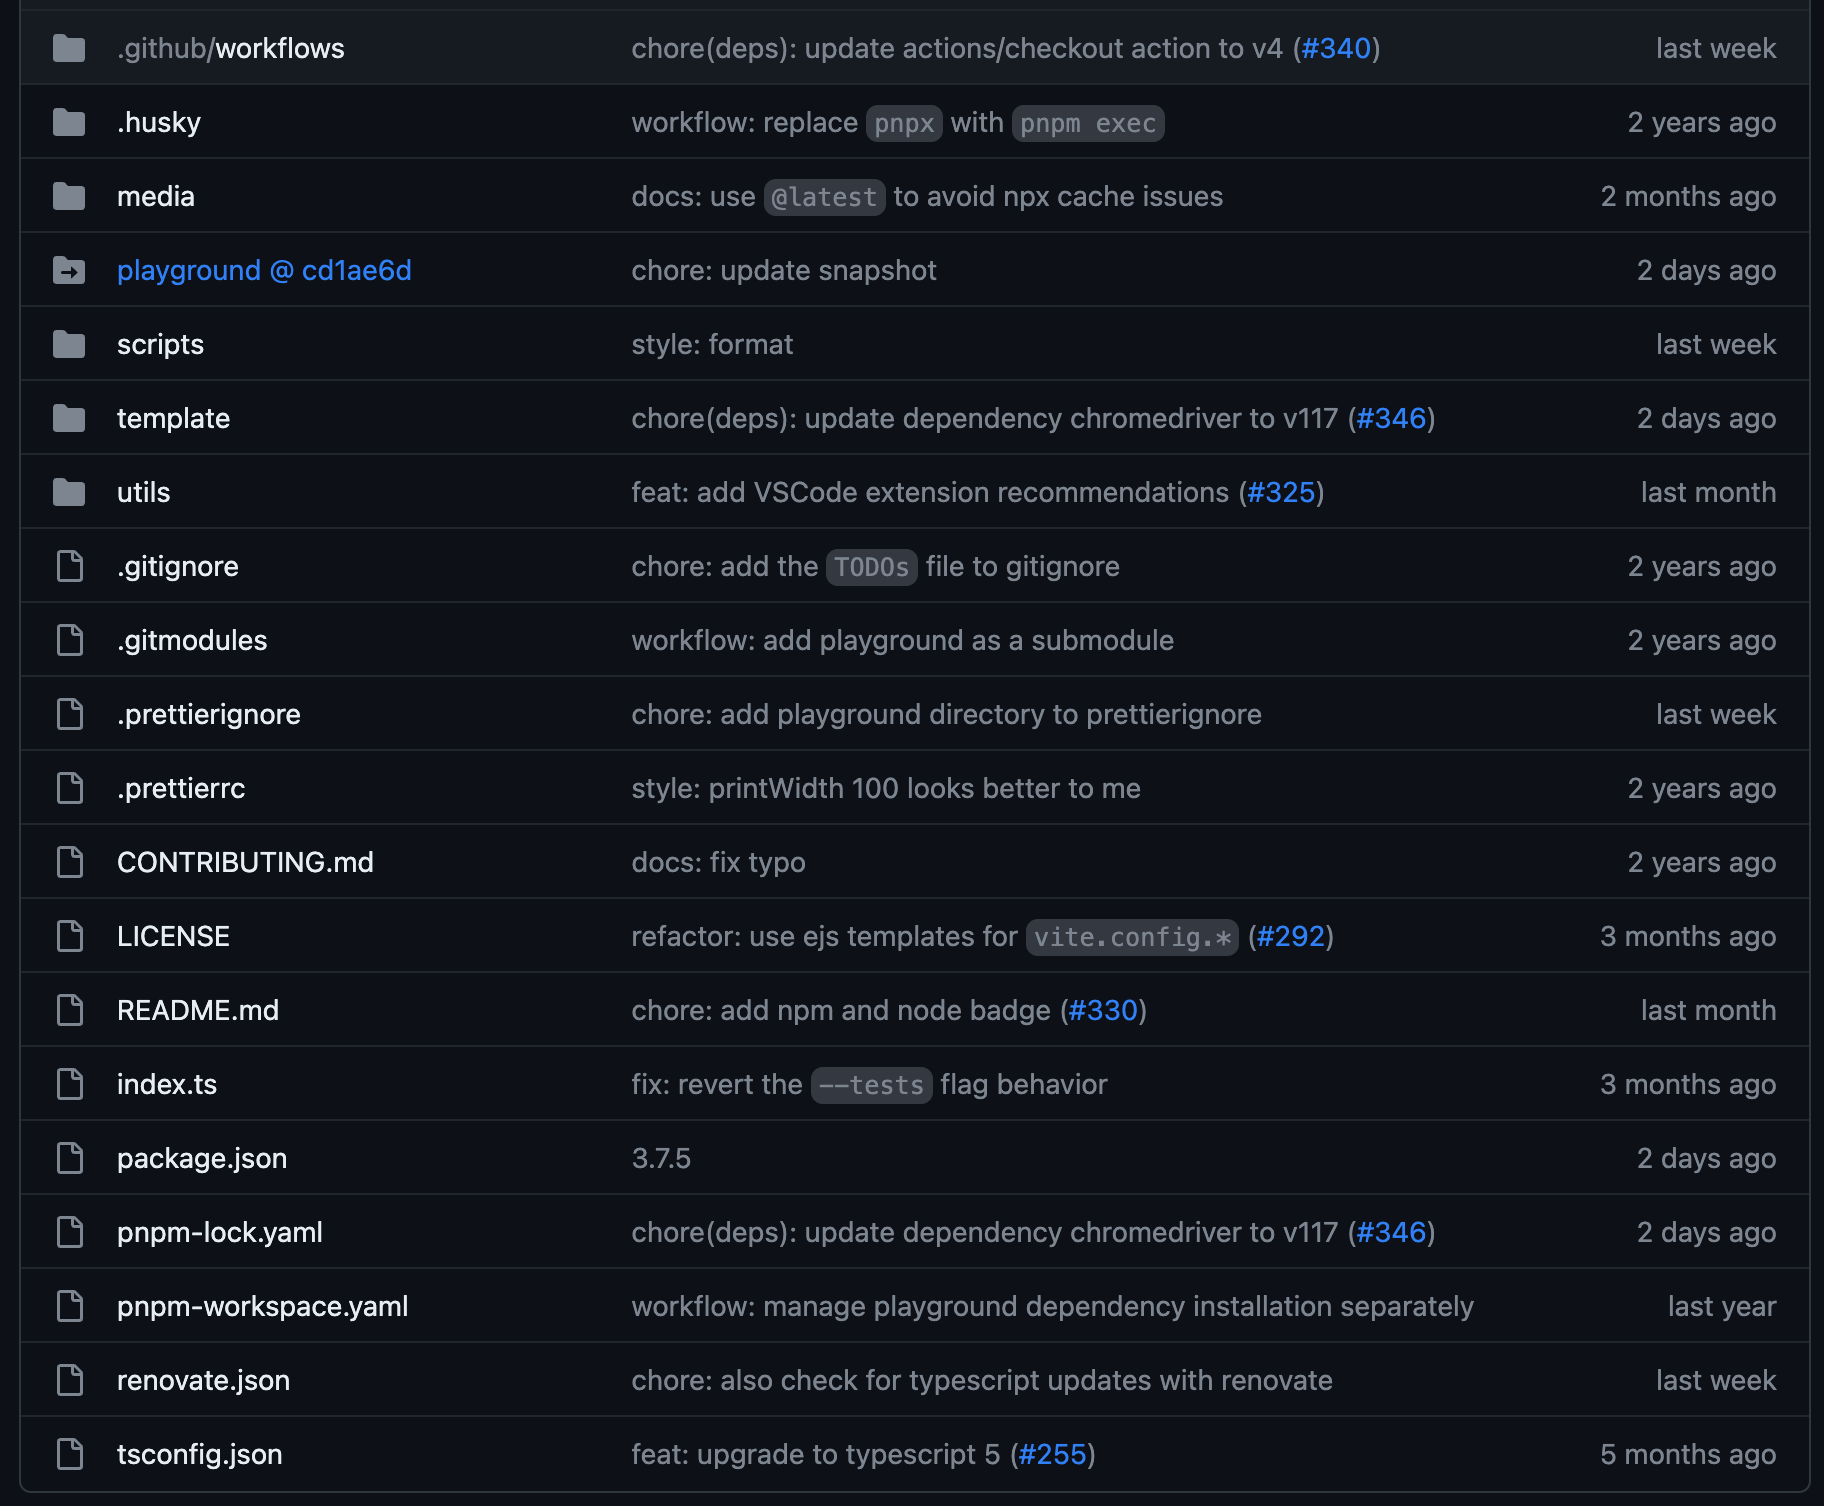 .github/workflows chore(deps): update actions/checkout action to v4 (#340) last week
.husky workflow: replace pnpx with pnpm exec 2 years ago
media docs: use @latest to avoid npx cache issues 2 months ago
playground @ cd1ae6d chore: update snapshot 2 days ago
scripts style: format last week
template chore(deps): update dependency chromedriver to v117 (#346) 2 days ago
utils feat: add VSCode extension recommendations (#325) last month
.gitignore chore: add the TODOs file to gitignore 2 years ago
.gitmodules workflow: add playground as a submodule 2 years ago
.prettierignore chore: add playground directory to prettierignore last week
.prettierrc style: printWidth 100 looks better to me 2 years ago
CONTRIBUTING.md docs: fix typo 2 years ago
LICENSE refactor: use ejs templates for vite.config.* (#292) 3 months ago
README.md chore: add npm and node badge (#330) last month
index.ts fix: revert the --tests flag behavior 3 months ago
package.json 3.7.5 2 days ago
pnpm-lock.yaml chore(deps): update dependency chromedriver to v117 (#346) 2 days ago
pnpm-workspace.yaml workflow: manage playground dependency installation separately last year
renovate.json chore: also check for typescript updates with renovate last week
tsconfig.json feat: upgrade to typescript 5 (#255) 5 months ago